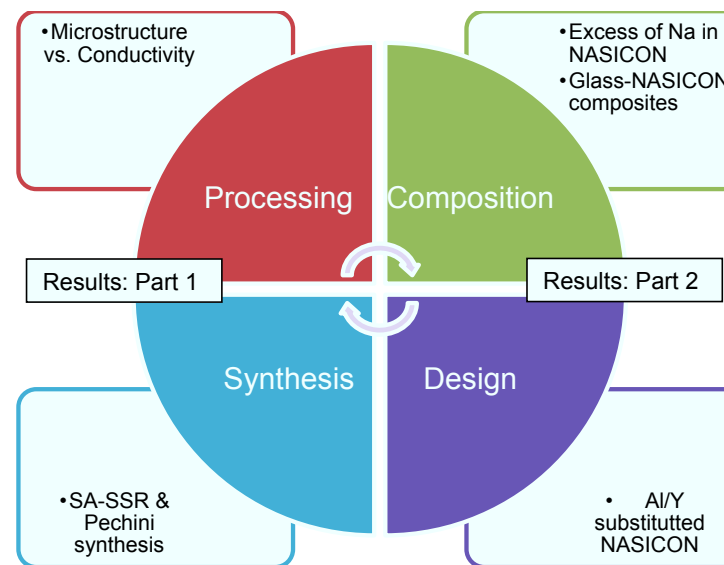 •Microstructure
vs. Conductivity
•Excess of Na in
NASICON
•Glass-NASICON
composites
Processing
Composition
Results: Part 1
Results: Part 2
Synthesis
Design
•SA-SSR &
Pechini
synthesis
• Al/Y
substitutted
NASICON